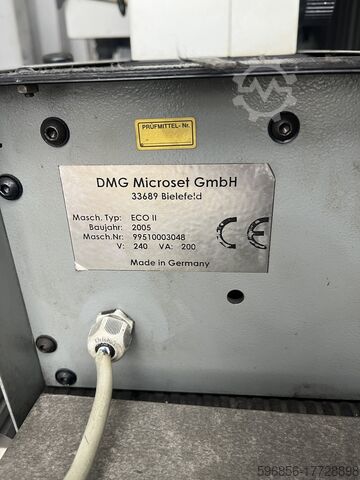 PRÜFMITTEL-Nr.
DMG Microset GmbH
33689 Bielefeld
Masch. Typ: ECO II
Baujahr: 2005
Masch.Nr: 99510003048
V: 240 VA: 200
CE
Made in Germany
596856-17728898